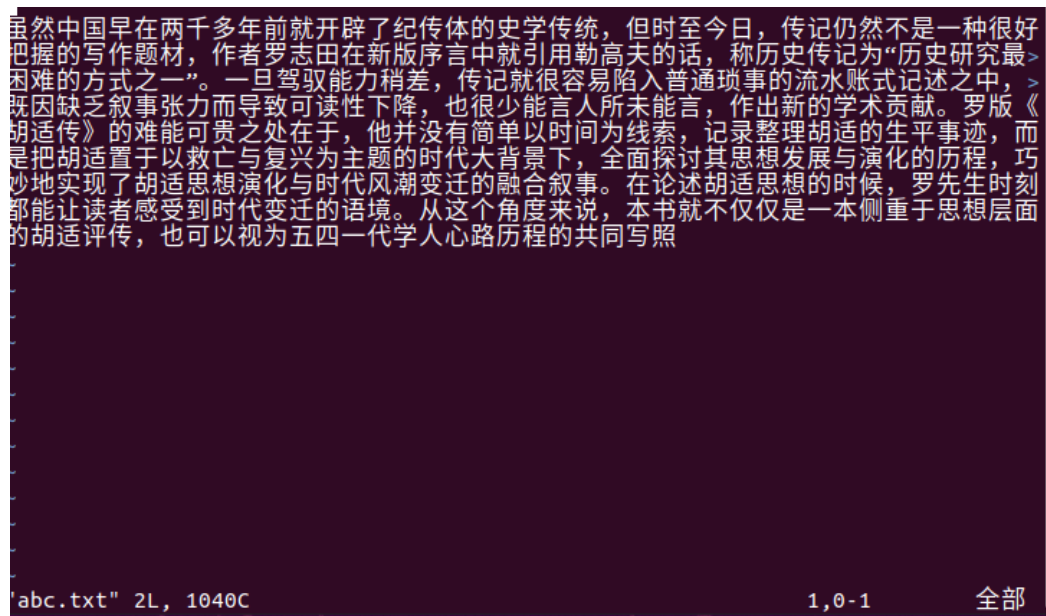 虽然中国早在两千多年前就开辟了纪传体的史学传统，但时至今日，传记仍然不是一种很好
把握的写作题材，作者罗志田在新版序言中就引用勒高夫的话，称历史传记为“历史研究最>
困难的方式之一”。一旦驾驭能力稍差，传记就很容易陷入普通琐事的流水账式记述之中，>
既因缺乏叙事张力而导致可读性下降，也很少能言人所未能言，作出新的学术贡献。罗版《
胡适传》的难能可贵之处在于，他并没有简单以时间为线索，记录整理胡适的生平事迹，而
是把胡适置于以救亡与复兴为主题的时代大背景下，全面探讨其思想发展与演化的历程，巧
妙地实现了胡适思想演化与时代风潮变迁的融合叙事。在论述胡适思想的时候，罗先生时刻
都能让读者感受到时代变迁的语境。从这个角度来说，本书就不仅仅是一本侧重于思想层面
的胡适评传，也可以视为五四一代学人心路历程的共同写照
~
~
~
~
~
~
~
~
~
~
~
~
~
"abc.txt" 2L, 1040C 1,0-1 全部